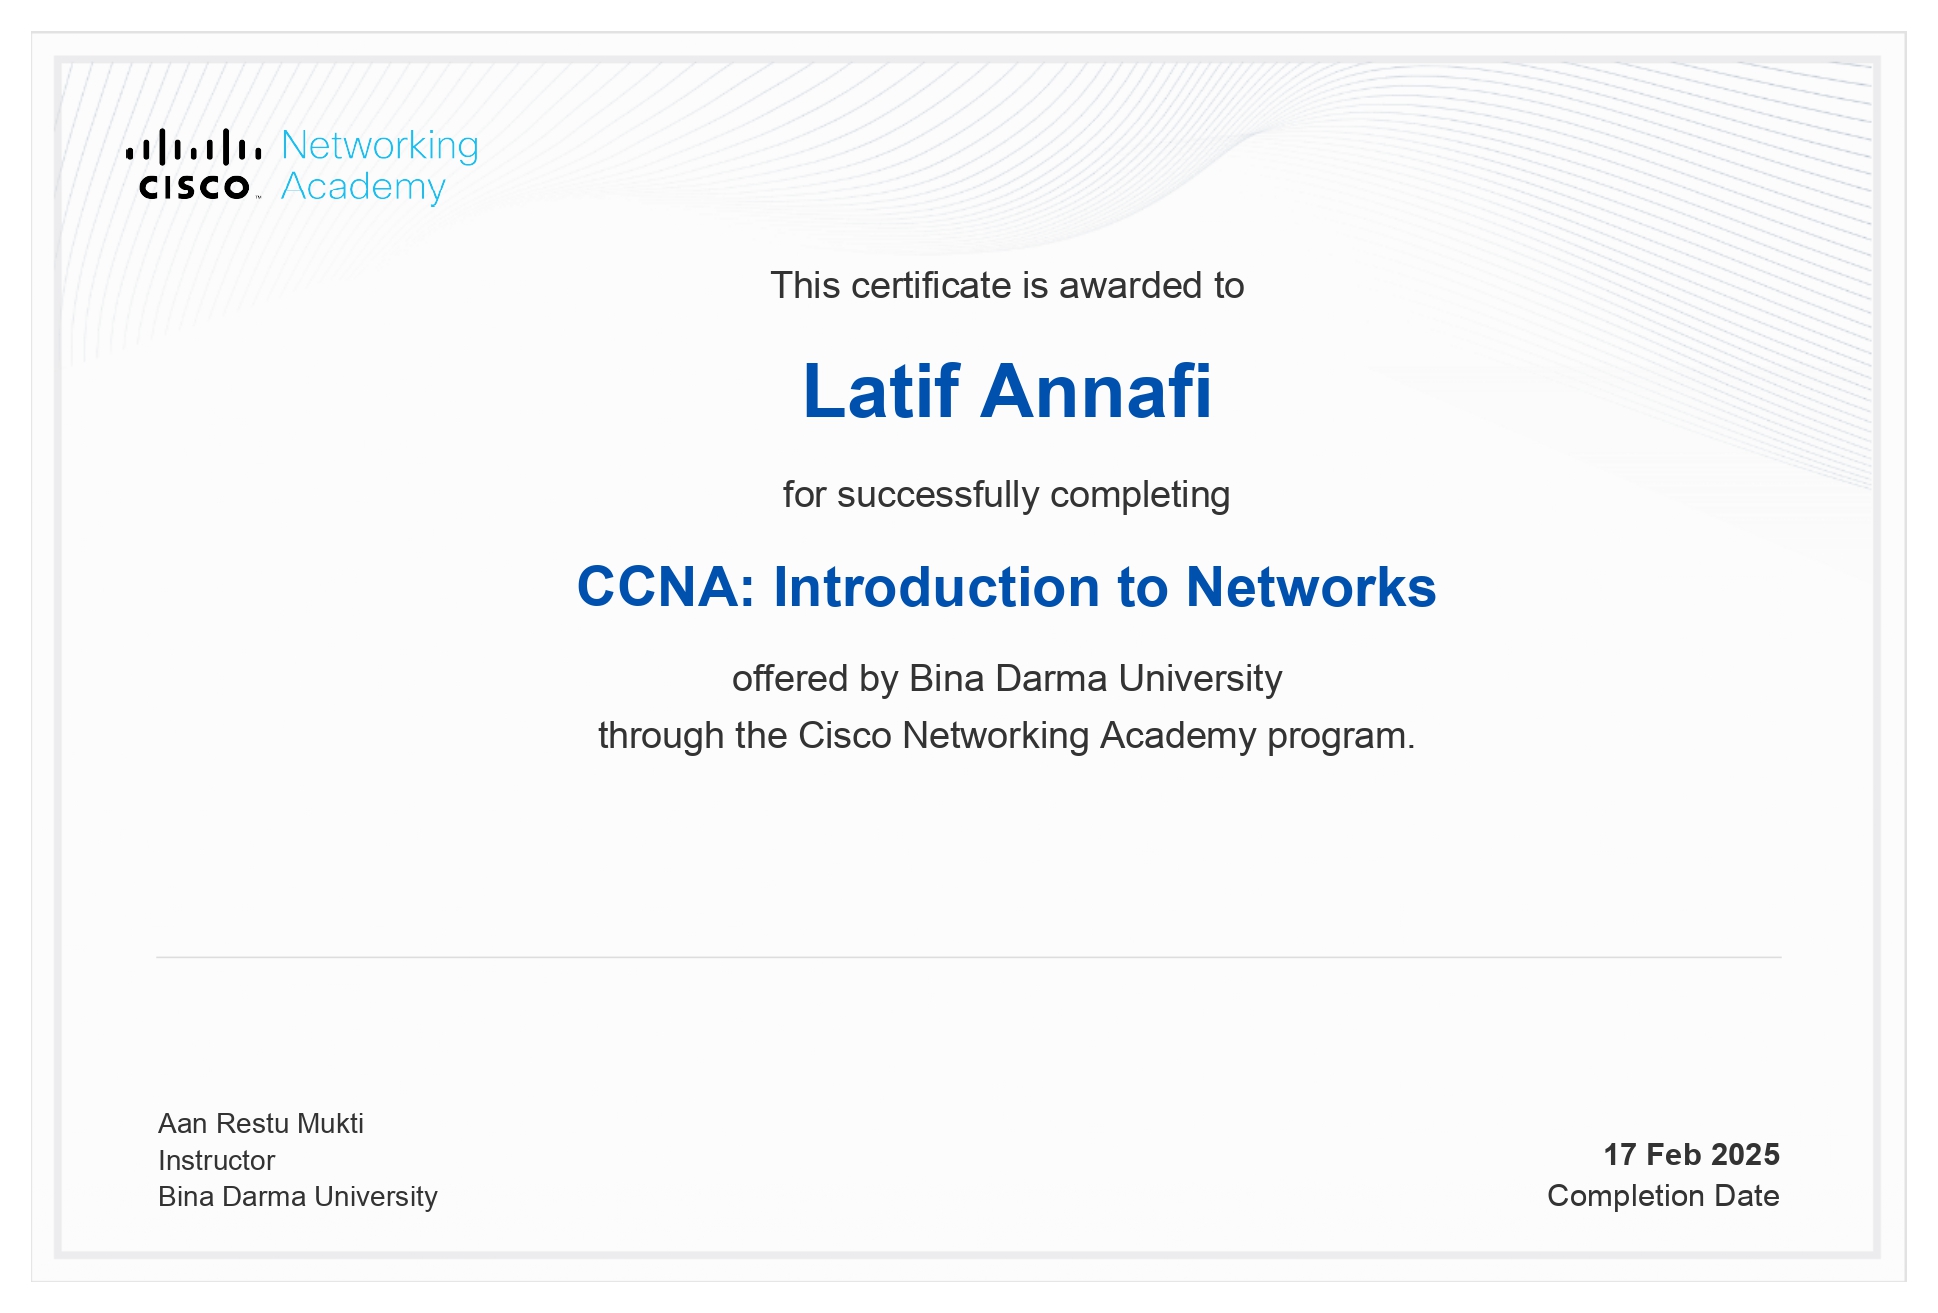 Networking
Academy
CISCO
This certificate is awarded to
Latif Annafi
for successfully completing
CCNA: Introduction to Networks
offered by Bina Darma University
through the Cisco Networking Academy program.
Aan Restu Mukti
Instructor
Bina Darma University
17 Feb 2025
Completion Date